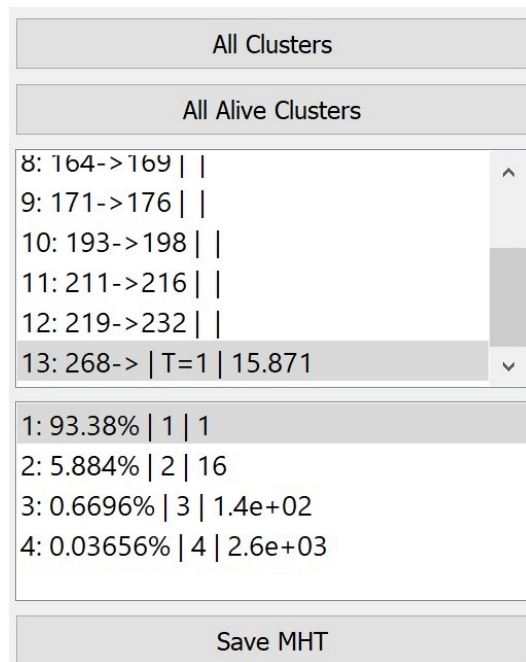 All Clusters
All Alive Clusters
8: 164->169 | |
9: 171->176 | |
10: 193->198 | |
11: 211->216 | |
12: 219->232 | |
13: 268-> | T=1 | 15.871
1: 93.38% | 1 | 1
2: 5.884% | 2 | 16
3: 0.6696% | 3 | 1.4e+02
4: 0.03656% | 4 | 2.6e+03
Save MHT